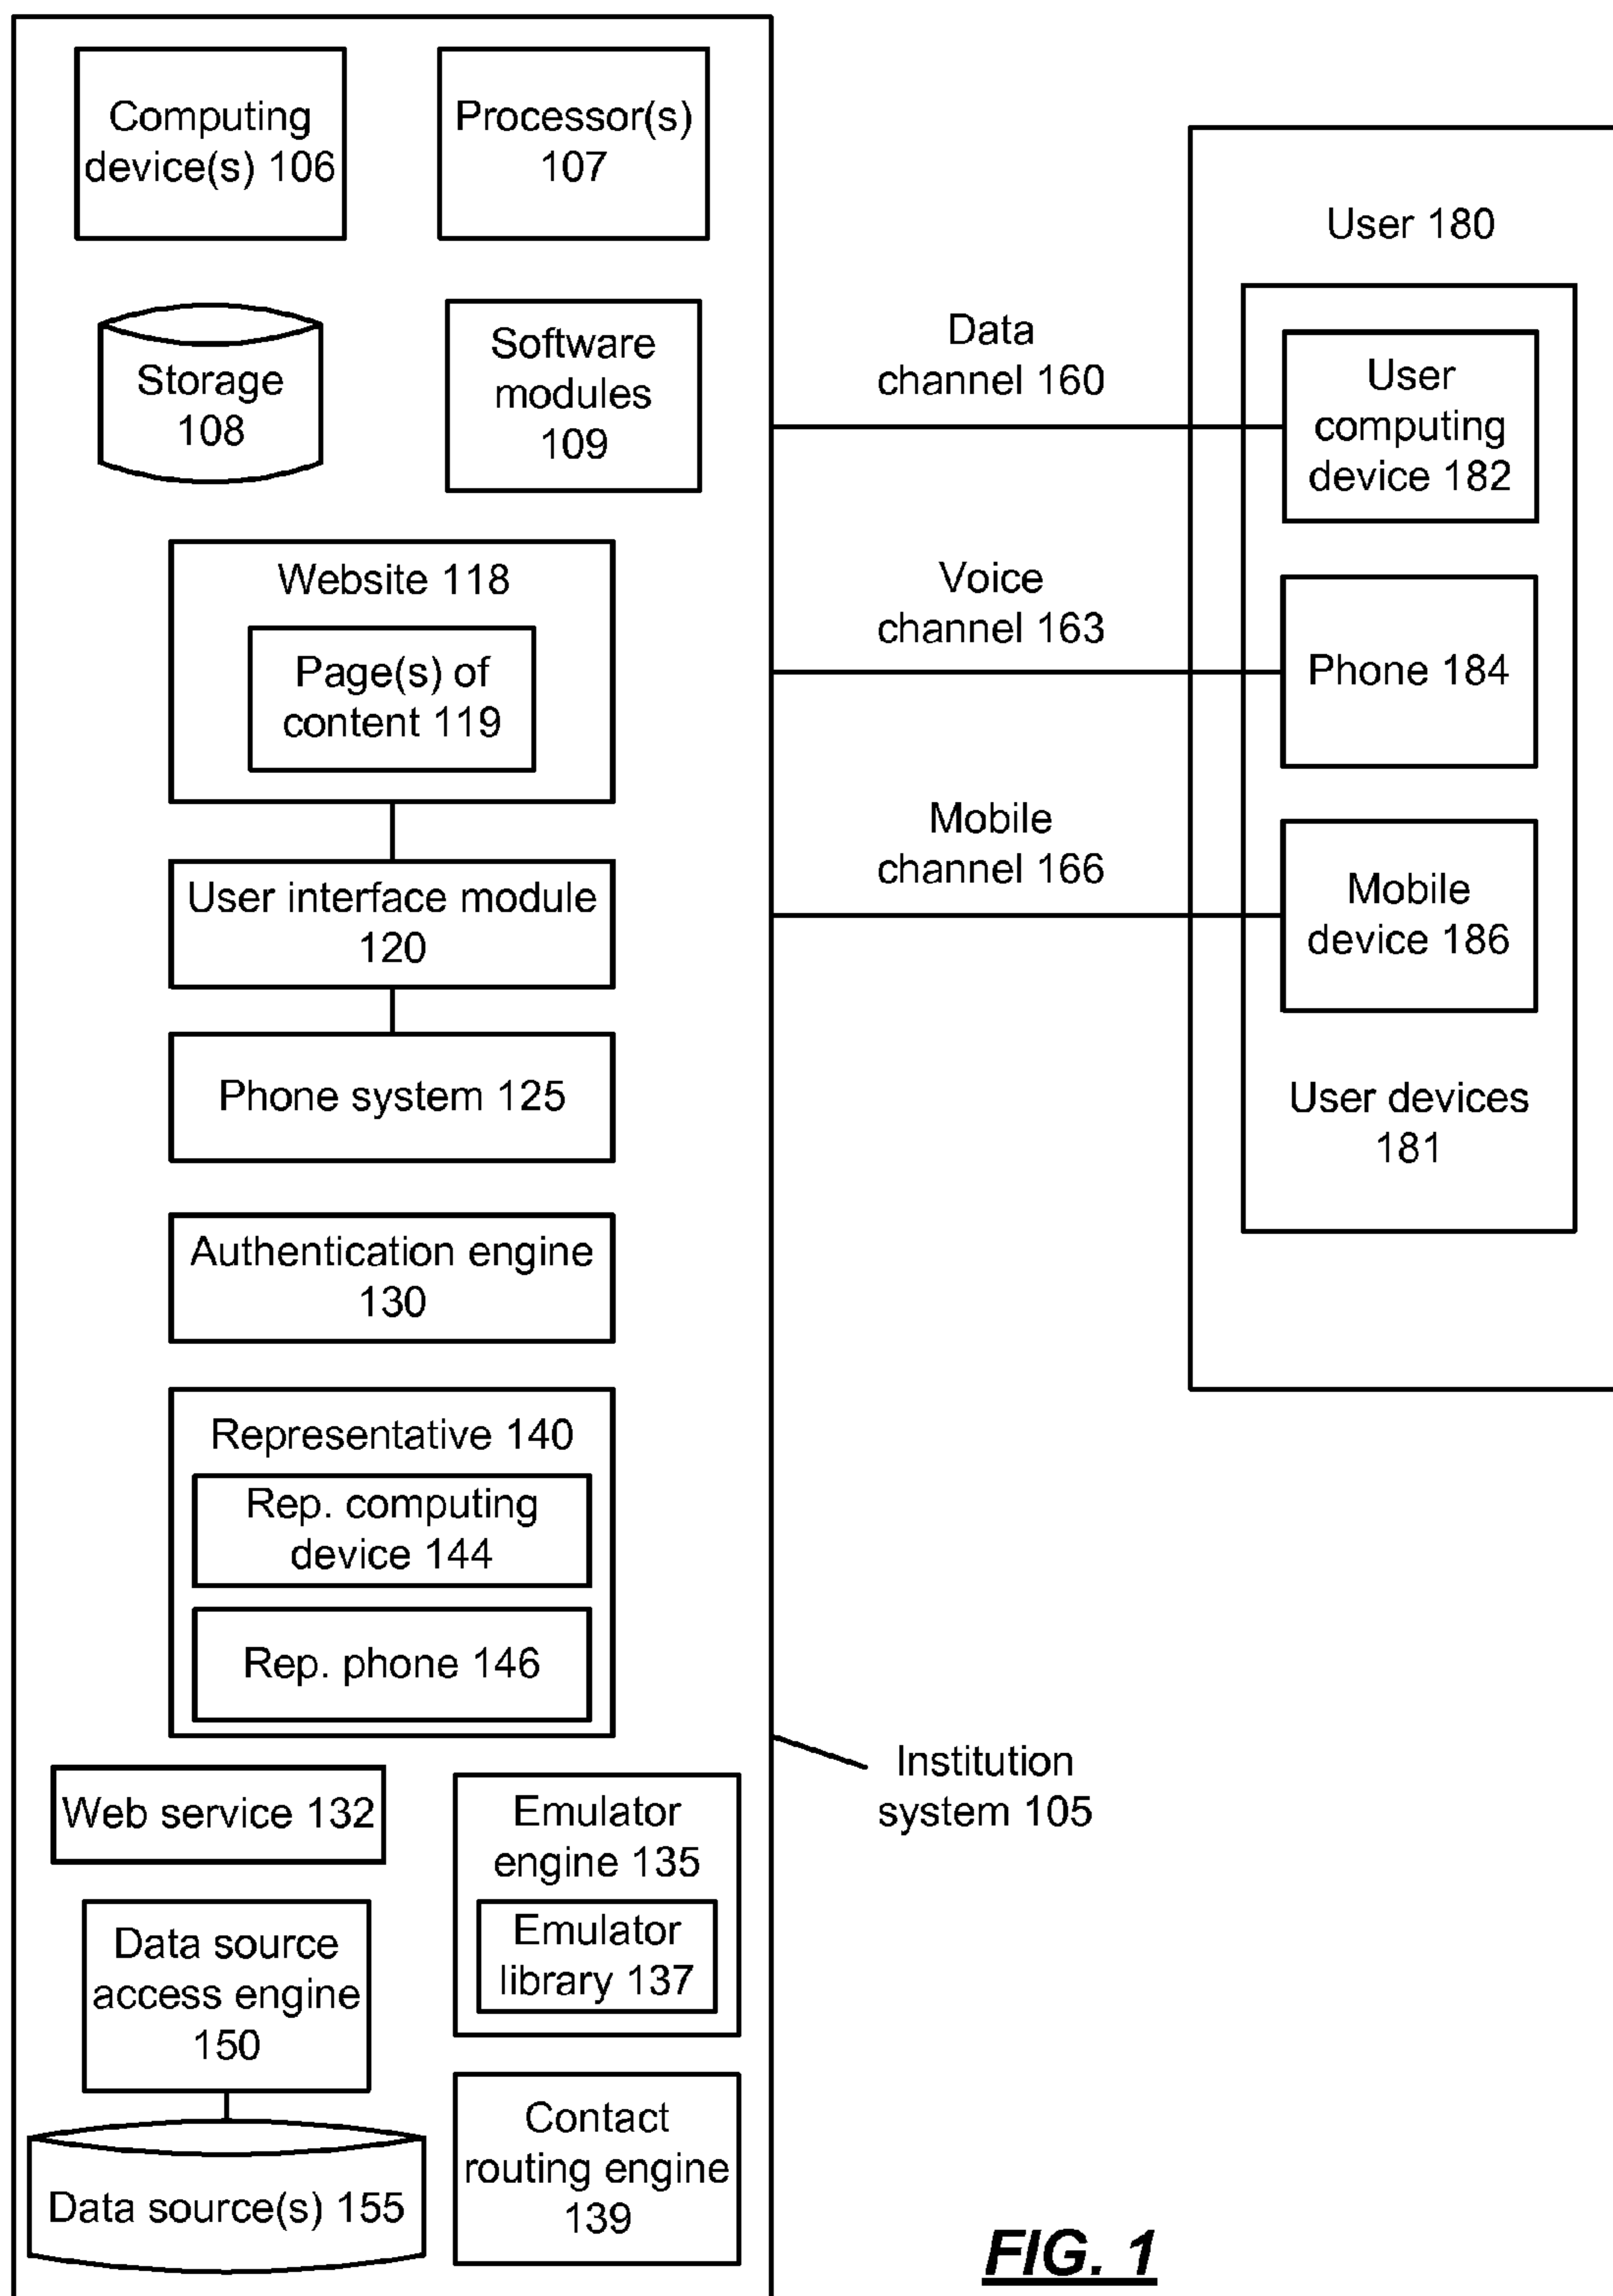 Computing
device(s) 106
Processor(s)
107
Storage
108
Software
modules
109
Website 118
Page(s) of
content 119
User interface module
120
Phone system 125
Authentication engine
130
Representative 140
Rep. computing
device 144
Rep. phone 146
Web service 132
Emulator
engine 135
Emulator
library 137
Data source
access engine
150
Data source(s) 155
Contact
routing engine
139
Data
channel 160
Voice
channel 163
Mobile
channel 166
Institution
system 105
User 180
User
computing
device 182
Phone 184
Mobile
device 186
User devices
181
FIG. 1